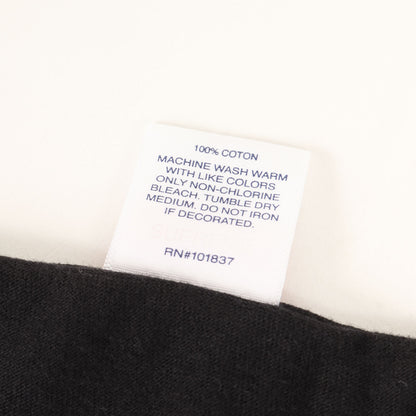 100% COTON
MACHINE WASH WARM
WITH LIKE COLORS
ONLY NON-CHLORINE
BLEACH. TUMBLE DRY
MEDIUM. DO NOT IRON
IF DECORATED.
RN#101837